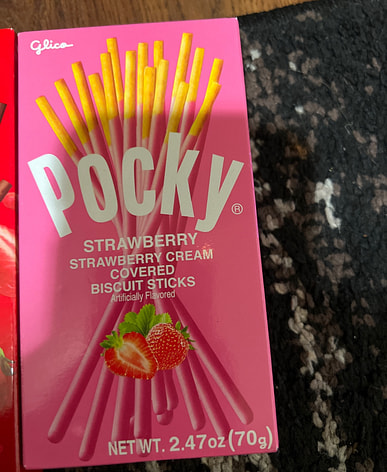 Glico
Pocky®
STRAWBERRY
STRAWBERRY CREAM
COVERED
BISCUIT STICKS
Artificially Flavored
NET WT. 2.47oz (70g)